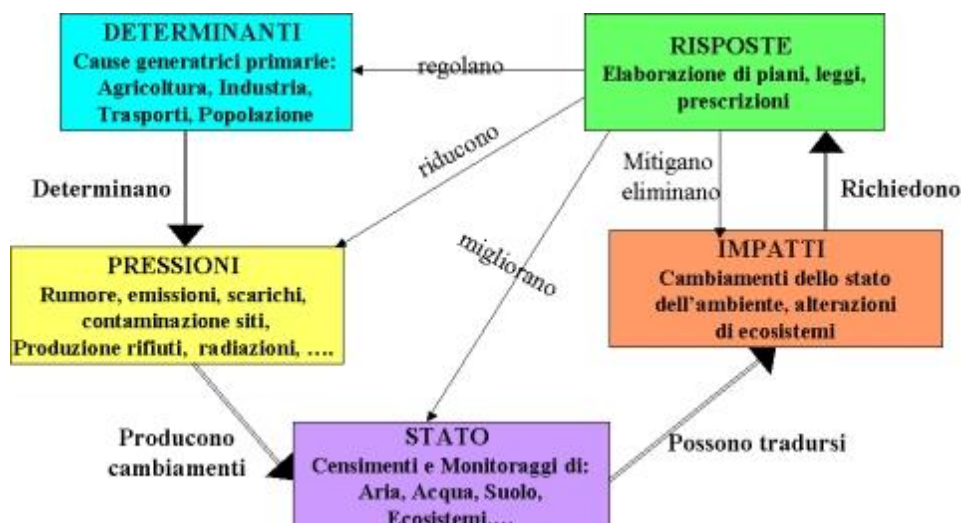 DETERMINANTI
Cause generatrici primarie:
Agricoltura, Industria,
Trasporti, Popolazione
regolano
RISPOSTE
Elaborazione di piani, leggi,
prescrizioni
Determinano
riducono
Mitigano
eliminano
Richiedono
PRESSIONI
Rumore, emissioni, scarichi,
contaminazione siti,
Produzione rifiuti, radiazioni, ....
migliorano
IMPATTI
Cambiamenti dello stato
dell'ambiente, alterazioni
di ecosistemi
Producono
cambiamenti
STATO
Censimenti e Monitoraggi di:
Aria, Acqua, Suolo,
Ecosistemi....
Possono tradursi